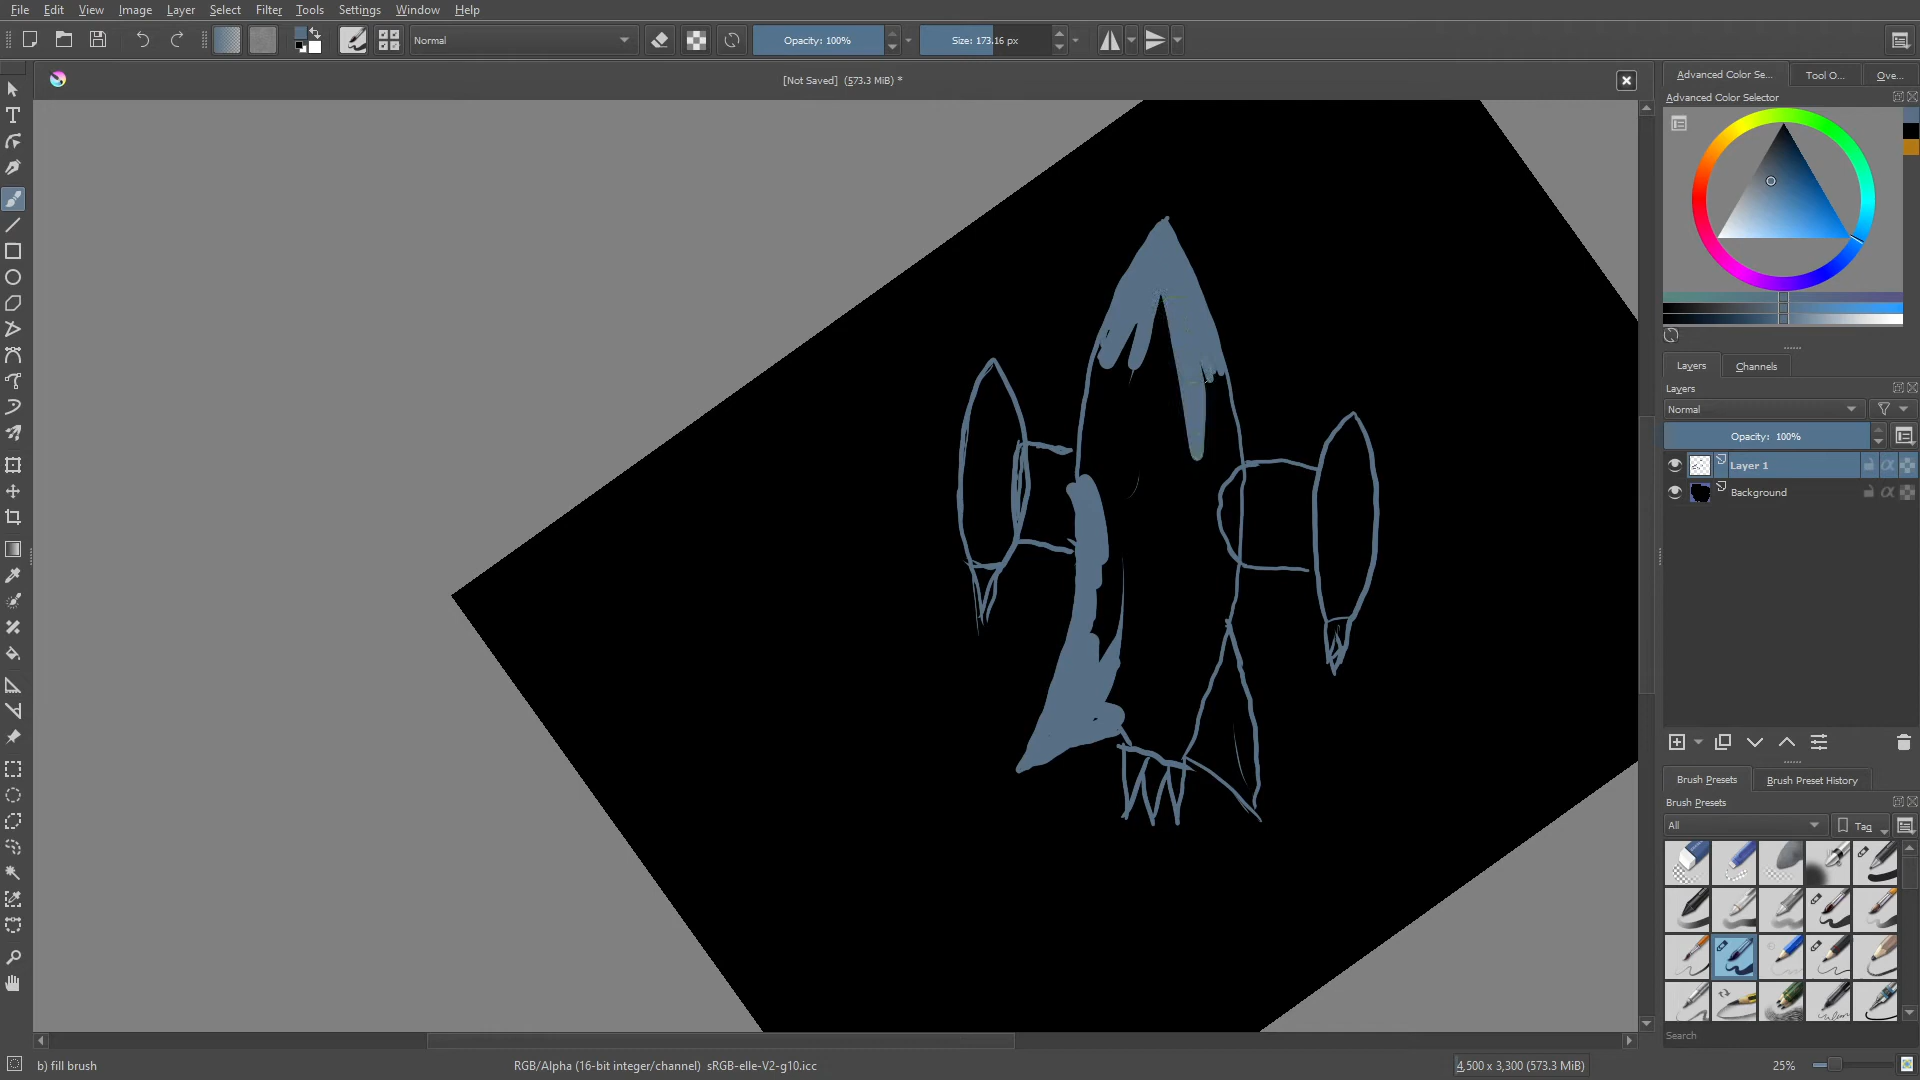 File Edit View Image Layer Select Filter Tools Settings Window Help
Normal
Opacity: 100%
Size: 173.16 px
[Not Saved] (573.3 MiB) *
Advanced Color Se...
Tool O...
Ove...
Advanced Color Selector
Layers
Channels
Layers
Normal
Opacity: 100%
Layer 1
Background
Brush Presets
Brush Preset History
Brush Presets
All
Tag
Search
b) fill brush
RGB/Alpha (16-bit integer/channel) sRGB-elle-V2-g10.icc
4,500 x 3,300 (573.3 MiB)
25%